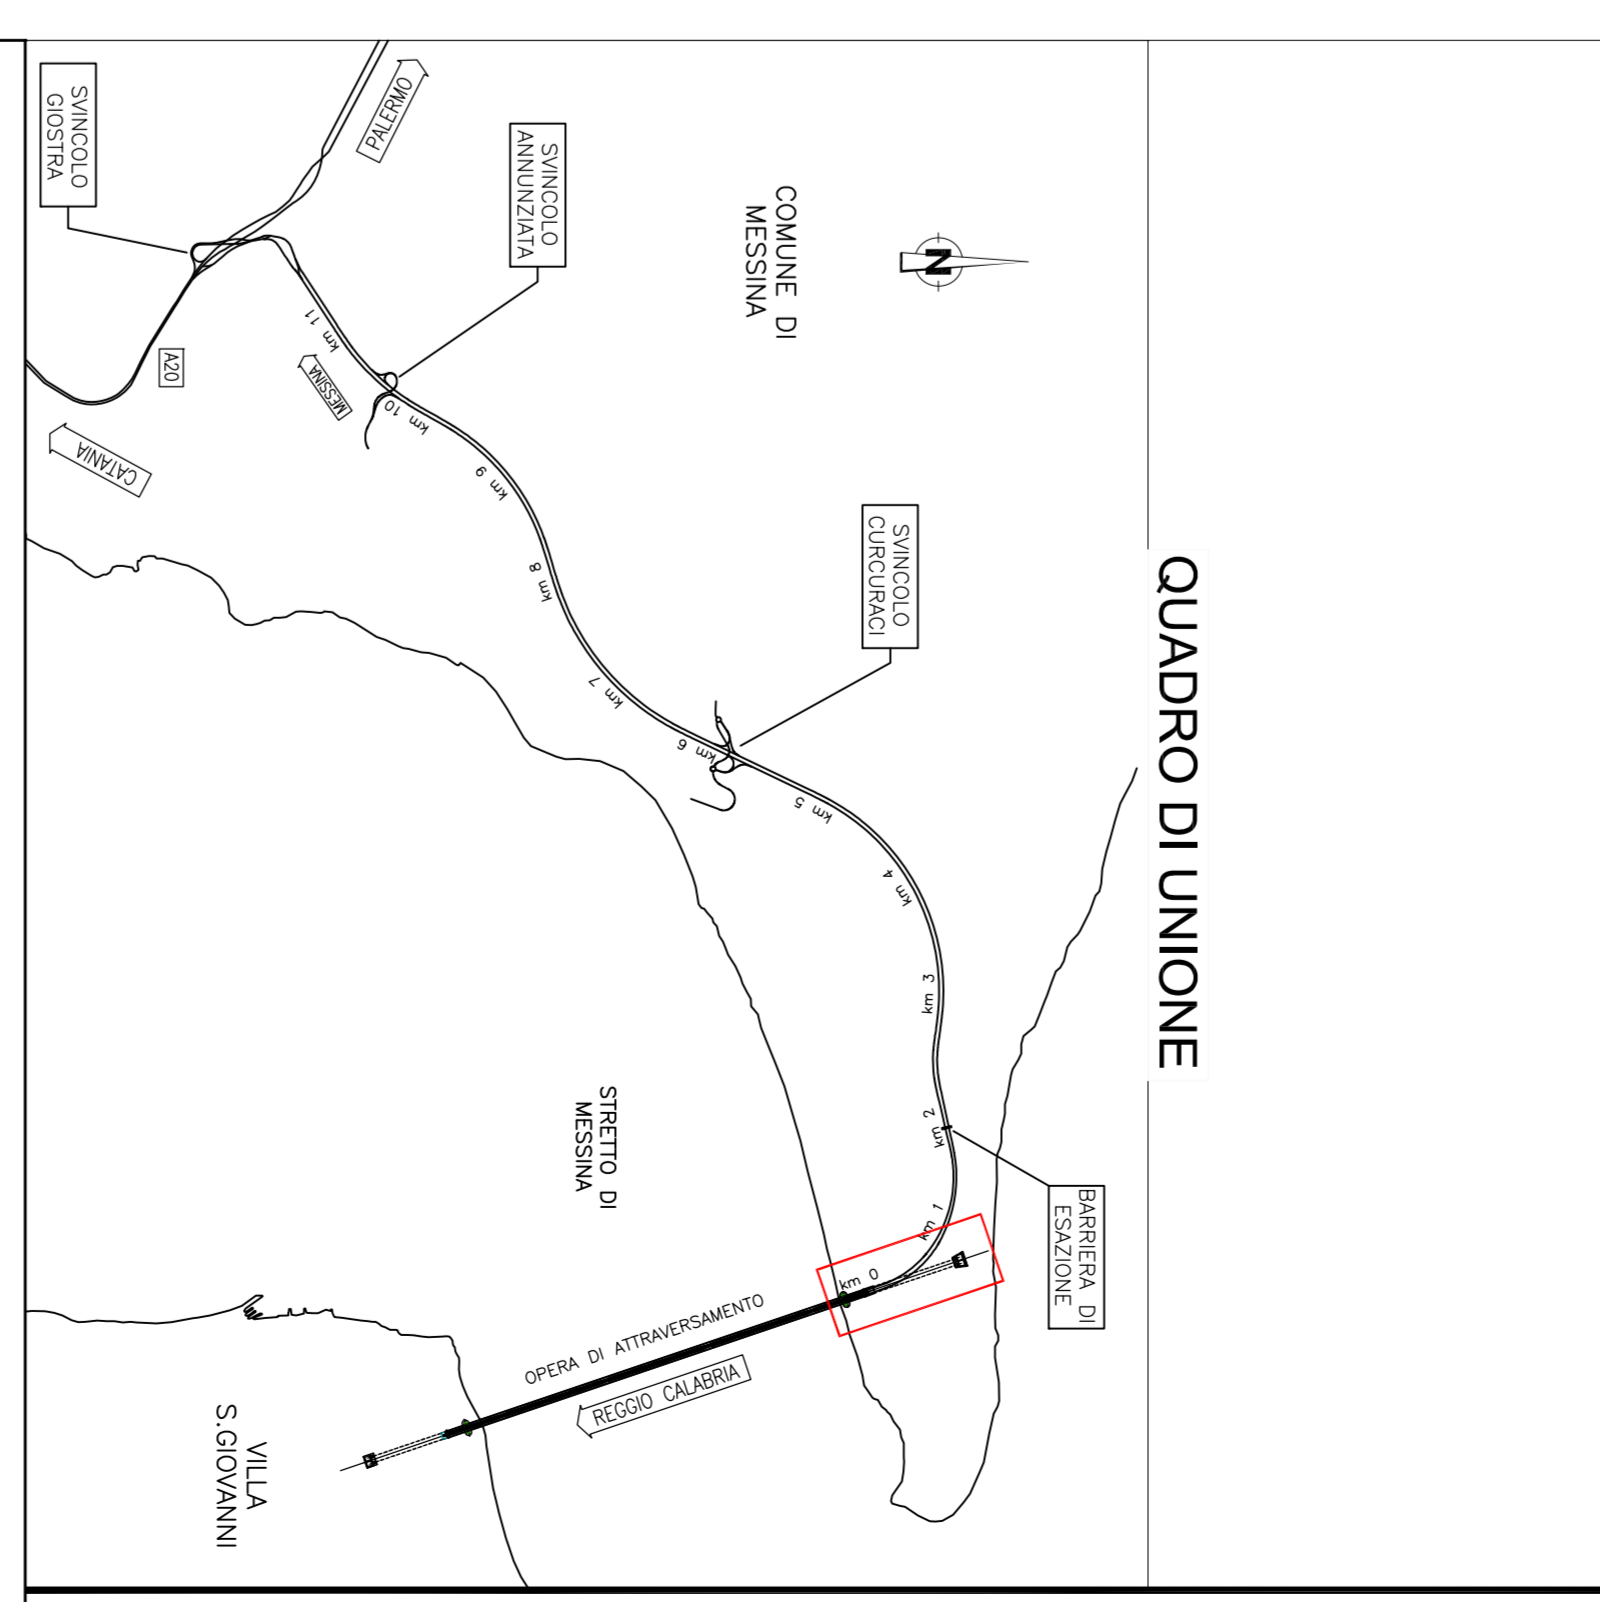 QUADRO DI UNIONE
COMUNE DI
MESSINA
N
SVINCOLO
GIOSTRA
PALERMO
SVINCOLO
ANNUNZIATA
SVINCOLO
CURCURACI
BARRIERA DI
ESAZIONE
A20
CATANIA
MESSINA
km 11
km 10
km 9
km 8
km 7
km 6
km 5
km 4
km 3
km 2
km 1
km 0
STRETTO DI
MESSINA
OPERA DI ATTRAVERSAMENTO
REGGIO CALABRIA
VILLA
S.GIOVANNI